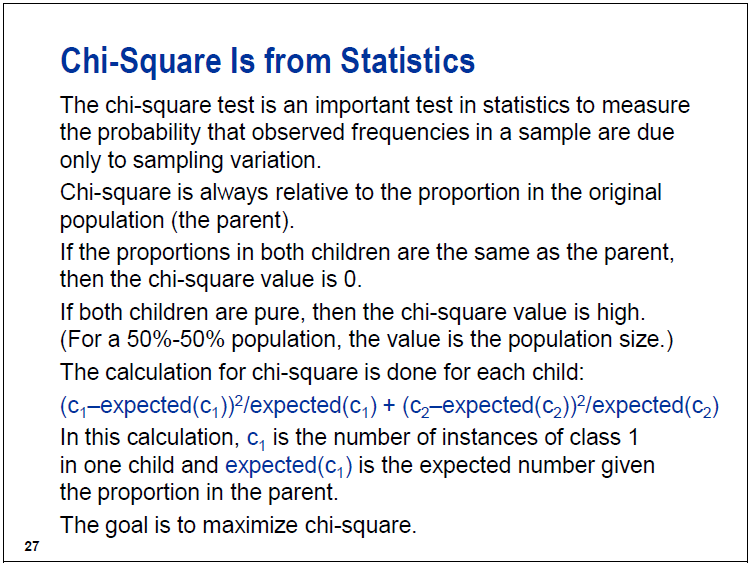 Chi-Square Is from Statistics
The chi-square test is an important test in statistics to measure
the probability that observed frequencies in a sample are due
only to sampling variation.
Chi-square is always relative to the proportion in the original
population (the parent).
If the proportions in both children are the same as the parent,
then the chi-square value is 0.
If both children are pure, then the chi-square value is high.
(For a 50%-50% population, the value is the population size.)
The calculation for chi-square is done for each child:
(c₁–expected(c₁))²/expected(c₁) + (c₂–expected(c₂))²/expected(c₂)
In this calculation, c₁ is the number of instances of class 1
in one child and expected(c₁) is the expected number given
the proportion in the parent.
The goal is to maximize chi-square.
27